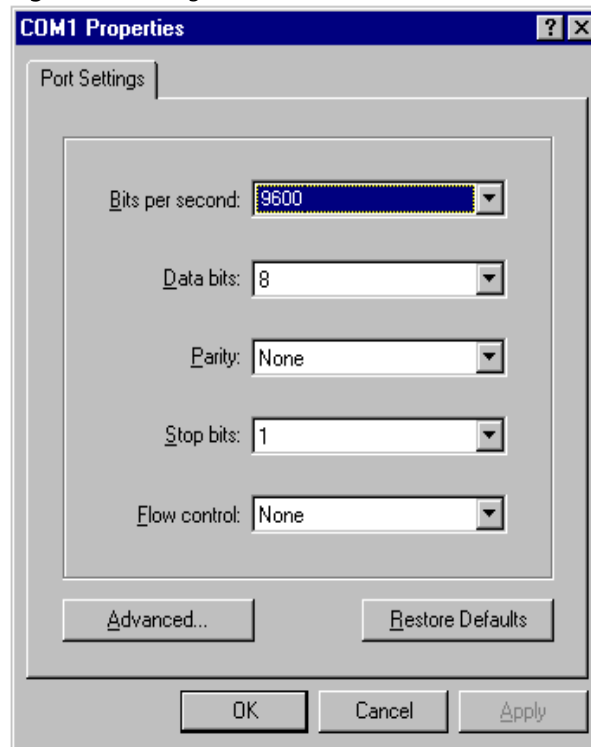 COM1 Properties
Port Settings
Bits per second: 9600
Data bits: 8
Parity: None
Stop bits: 1
Flow control: None
Advanced... Restore Defaults
OK Cancel Apply